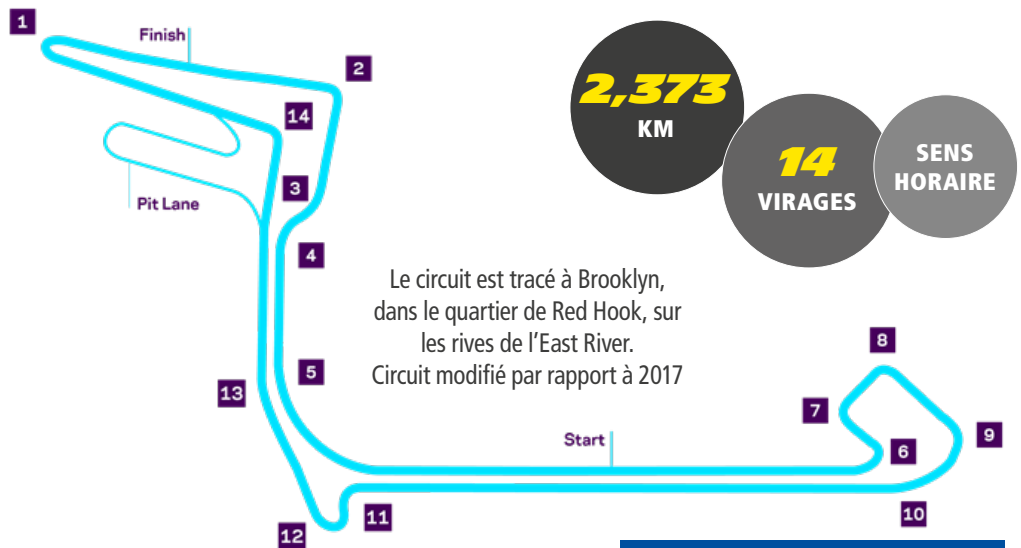 1
Finish
2
14
3
Pit Lane
4
5
13
12
11
Start
6
7
8
9
10
2,373
KM
14
VIRAGES
SENS
HORAIRE
Le circuit est tracé à Brooklyn,
dans le quartier de Red Hook, sur
les rives de l’East River.
Circuit modifié par rapport à 2017